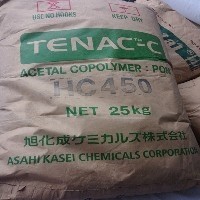 USE NO HOOKS
KEEP DRY
TENAC™-C
ACETAL COPOLYMER : POM
HC450
NET 25kg
旭化成ケミカルズ株式会社
ASAHI KASEI CHEMICALS CORPORATION